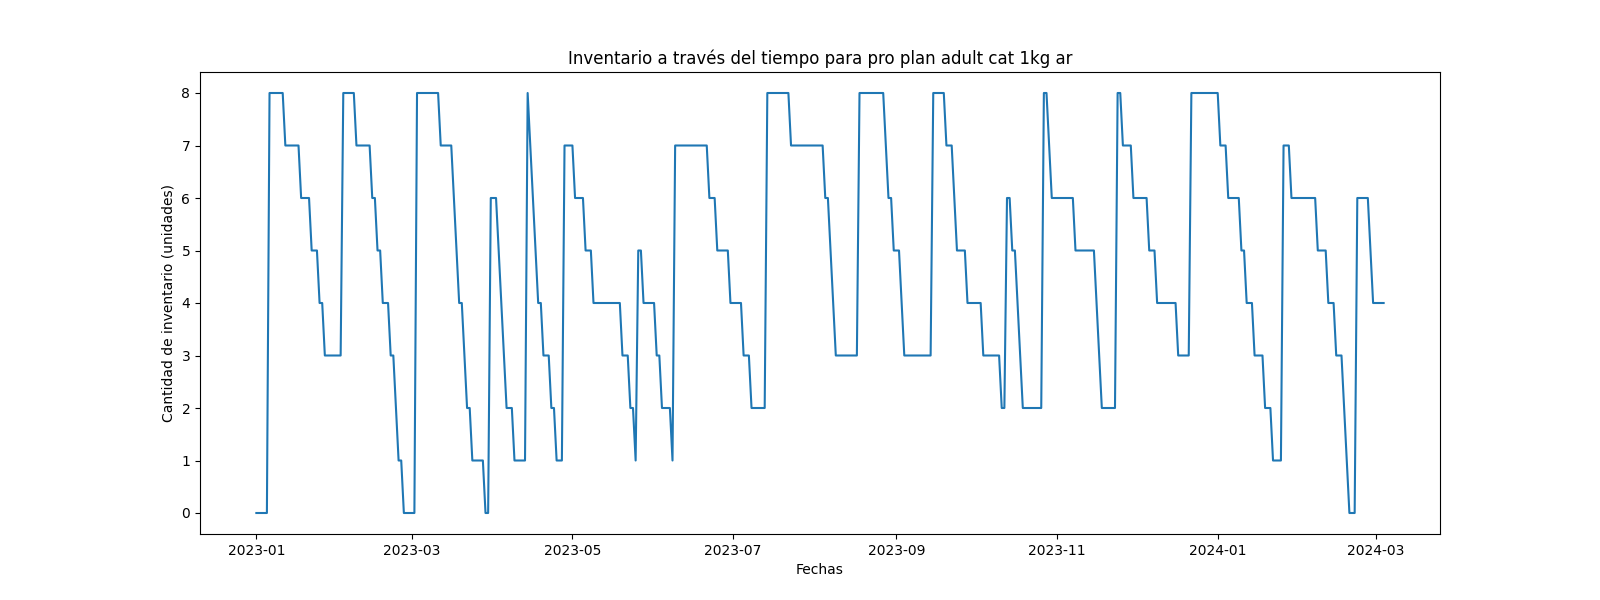 Inventario a través del tiempo para pro plan adult cat 1kg ar
Cantidad de inventario (unidades)
8
7
6
5
4
3
2
1
0
2023-01 2023-03 2023-05 2023-07 2023-09 2023-11 2024-01 2024-03
Fechas